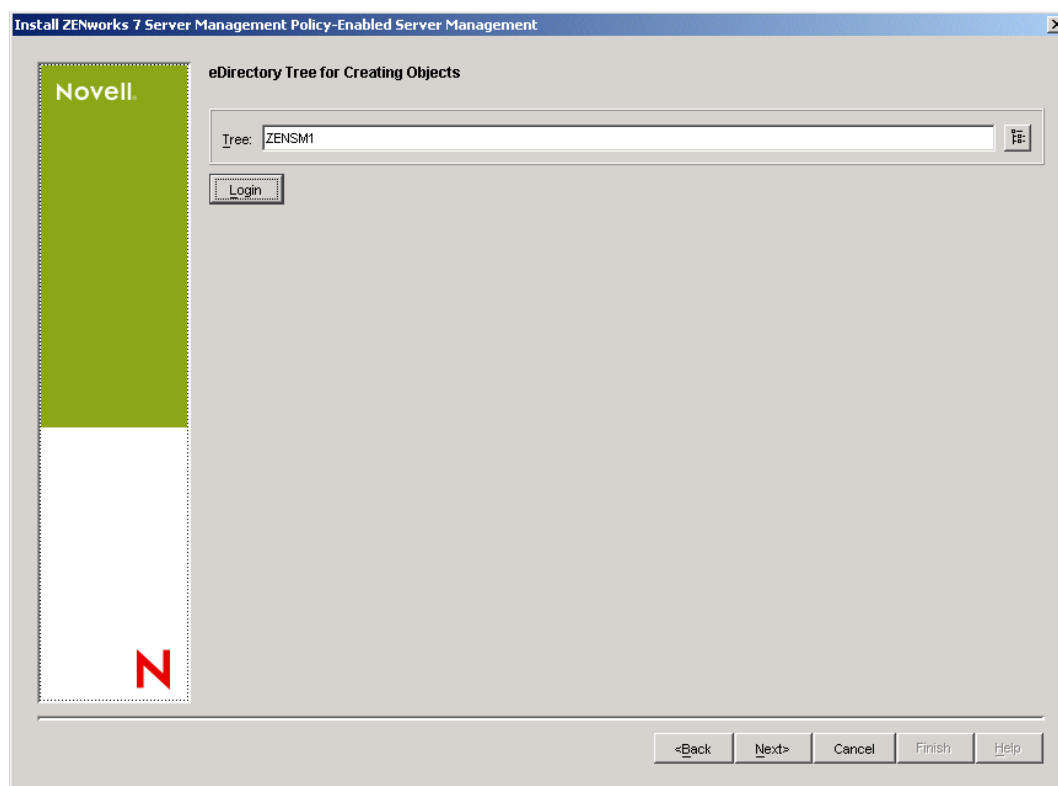 Install ZENworks 7 Server Management Policy-Enabled Server Management
Novell.
eDirectory Tree for Creating Objects
Tree: ZENSM1
Login
N
<Back Next> Cancel Finish Help